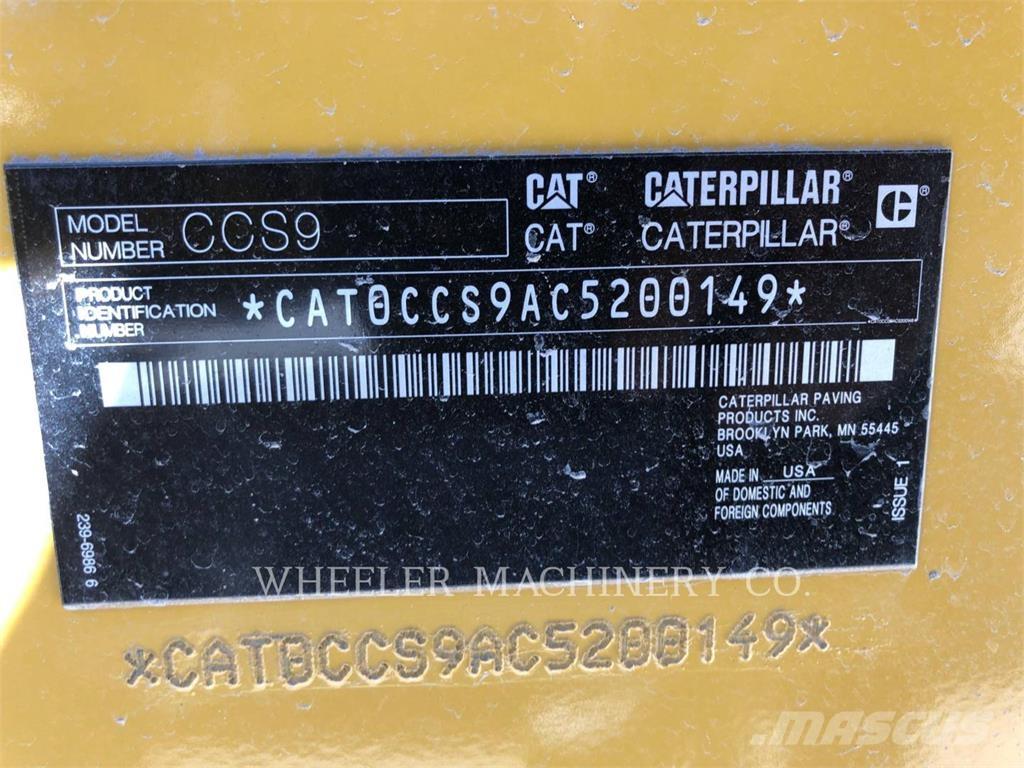 MODEL NUMBER CCS9
CAT® CATERPILLAR® ®
CAT® CATERPILLAR®
PRODUCT IDENTIFICATION NUMBER *CAT0CCS9AC5200149*
CATERPILLAR PAVING
PRODUCTS INC.
BROOKLYN PARK, MN 55445
USA
MADE IN USA
OF DOMESTIC AND
FOREIGN COMPONENTS
ISSUE 1
239-6986 6
WHEELER MACHINERY CO.
*CAT0CCS9AC5200149*
MASCUS